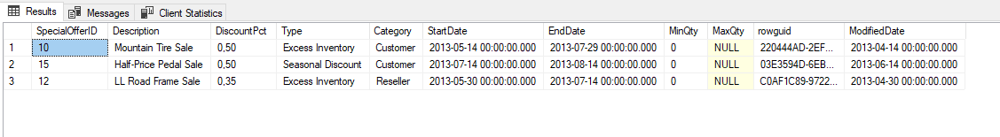 Results Messages Client Statistics
SpecialOfferID Description DiscountPct Type Category StartDate EndDate MinQty MaxQty rowguid ModifiedDate
1 10 Mountain Tire Sale 0,50 Excess Inventory Customer 2013-05-14 00:00:00.000 2013-07-29 00:00:00.000 0 NULL 220444AD-2EF... 2013-04-14 00:00:00.000
2 15 Half-Price Pedal Sale 0,50 Seasonal Discount Customer 2013-07-14 00:00:00.000 2013-08-14 00:00:00.000 0 NULL 03E3594D-6EB... 2013-06-14 00:00:00.000
3 12 LL Road Frame Sale 0,35 Excess Inventory Reseller 2013-05-30 00:00:00.000 2013-07-14 00:00:00.000 0 NULL C0AF1C89-9722... 2013-04-30 00:00:00.000